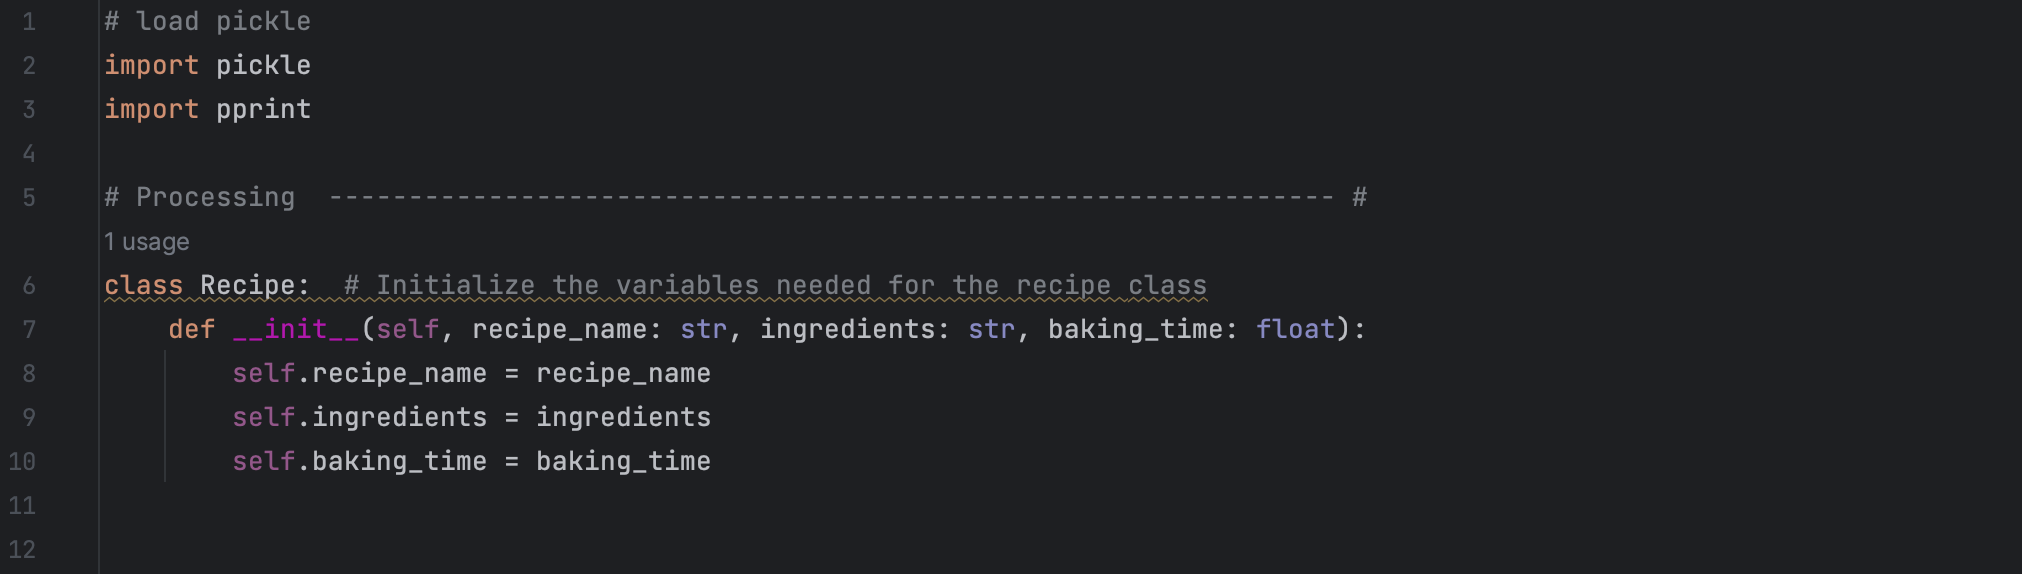 1 # load pickle
2 import pickle
3 import pprint
4
5 # Processing  --------------------------------------------------------------- #
1 usage
6 class Recipe:  # Initialize the variables needed for the recipe class
7     def __init__(self, recipe_name: str, ingredients: str, baking_time: float):
8         self.recipe_name = recipe_name
9         self.ingredients = ingredients
10         self.baking_time = baking_time
11
12